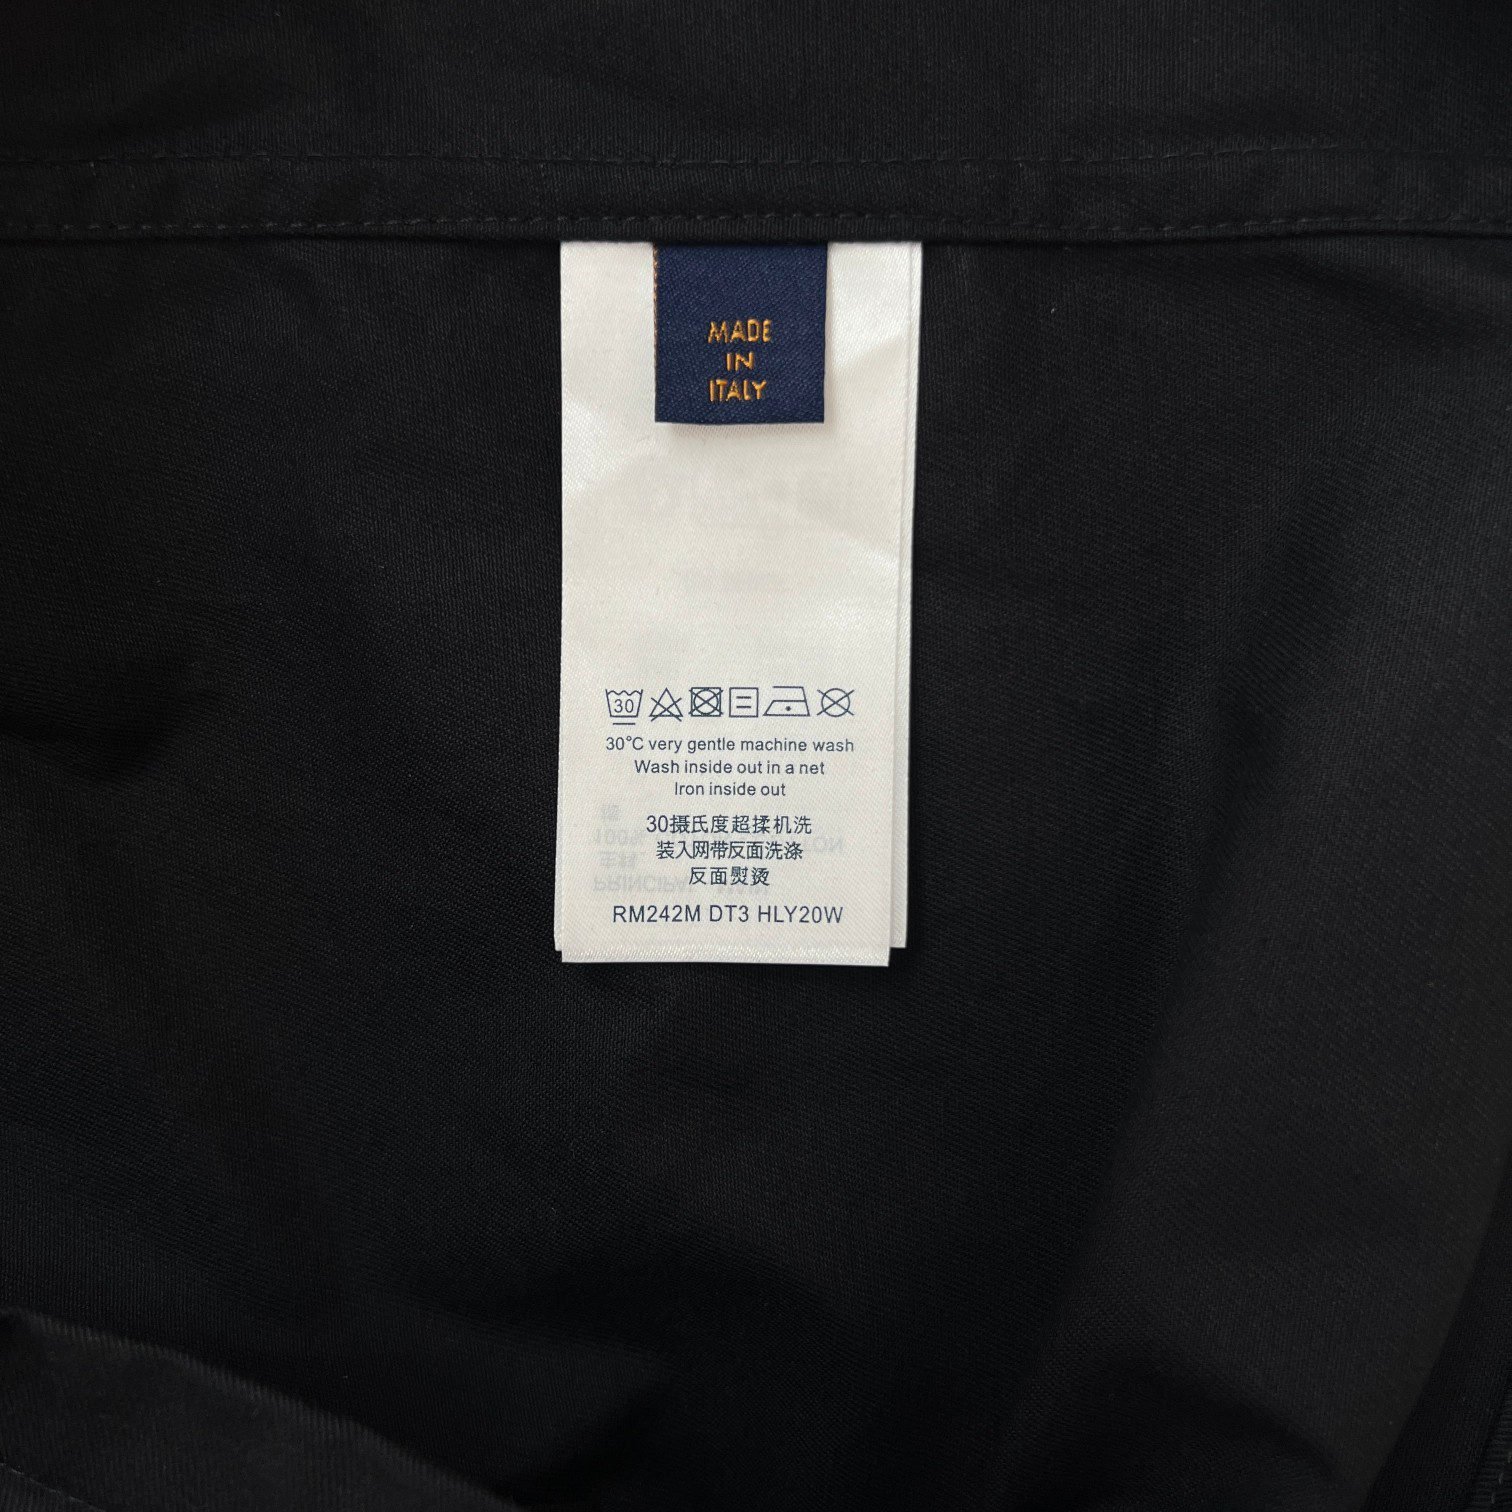 MADE
IN
ITALY
30
30°C very gentle machine wash
Wash inside out in a net
Iron inside out
30摄氏度超揉机洗
装入网带反面洗涤
反面熨烫
RM242M DT3 HLY20W